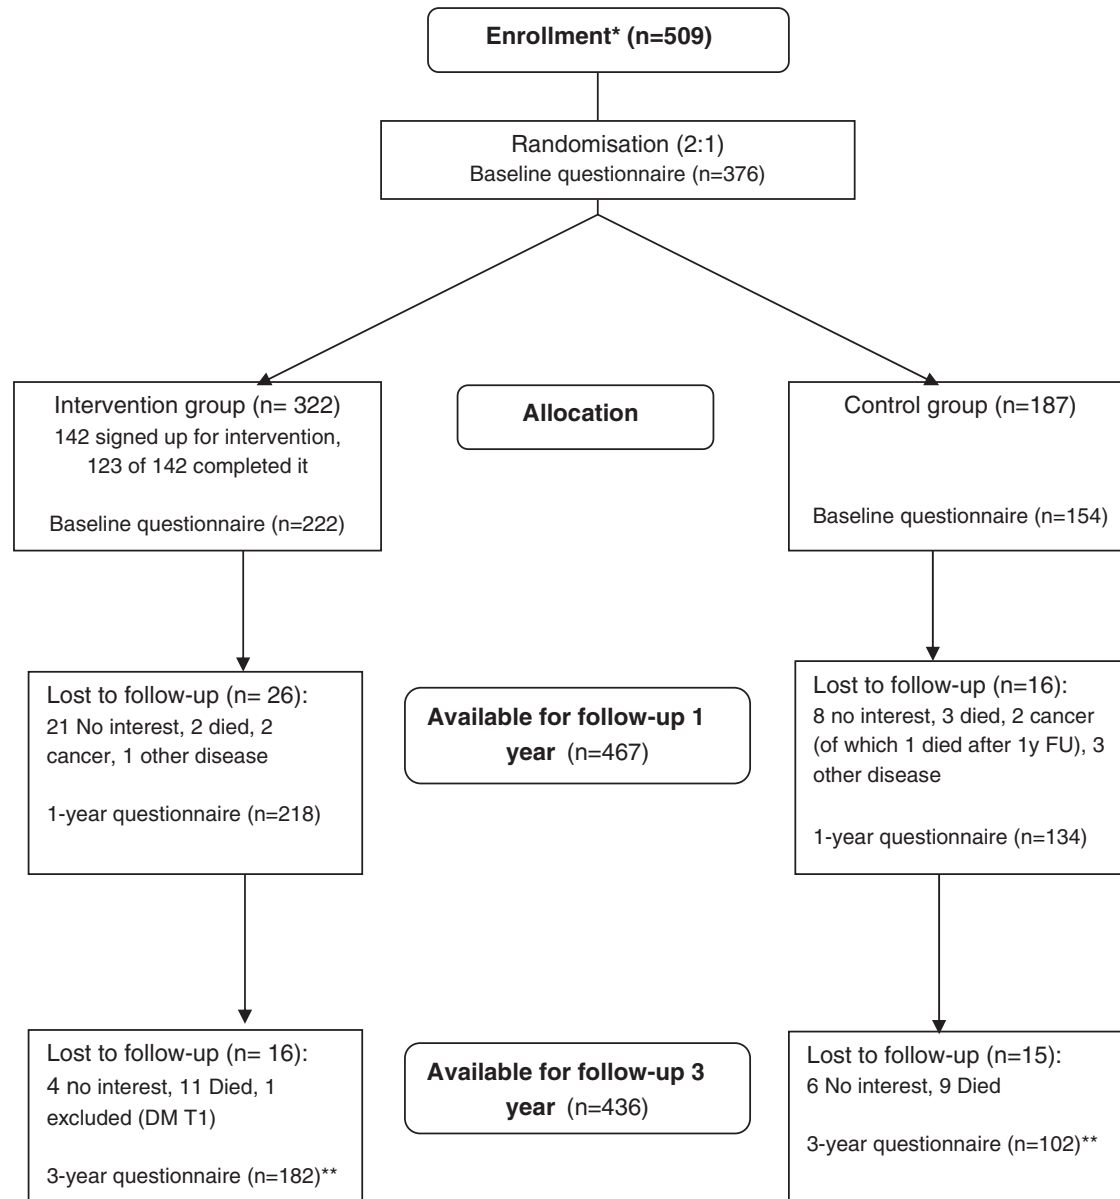 Enrollment* (n=509)
Randomisation (2:1)
Baseline questionnaire (n=376)
Intervention group (n= 322)
142 signed up for intervention,
123 of 142 completed it
Baseline questionnaire (n=222)
Allocation
Control group (n=187)
Baseline questionnaire (n=154)
Lost to follow-up (n= 26):
21 No interest, 2 died, 2
cancer, 1 other disease
1-year questionnaire (n=218)
Available for follow-up 1
year (n=467)
Lost to follow-up (n=16):
8 no interest, 3 died, 2 cancer
(of which 1 died after 1y FU), 3
other disease
1-year questionnaire (n=134)
Lost to follow-up (n= 16):
4 no interest, 11 Died, 1
excluded (DM T1)
3-year questionnaire (n=182)**
Available for follow-up 3
year (n=436)
Lost to follow-up (n=15):
6 No interest, 9 Died
3-year questionnaire (n=102)**